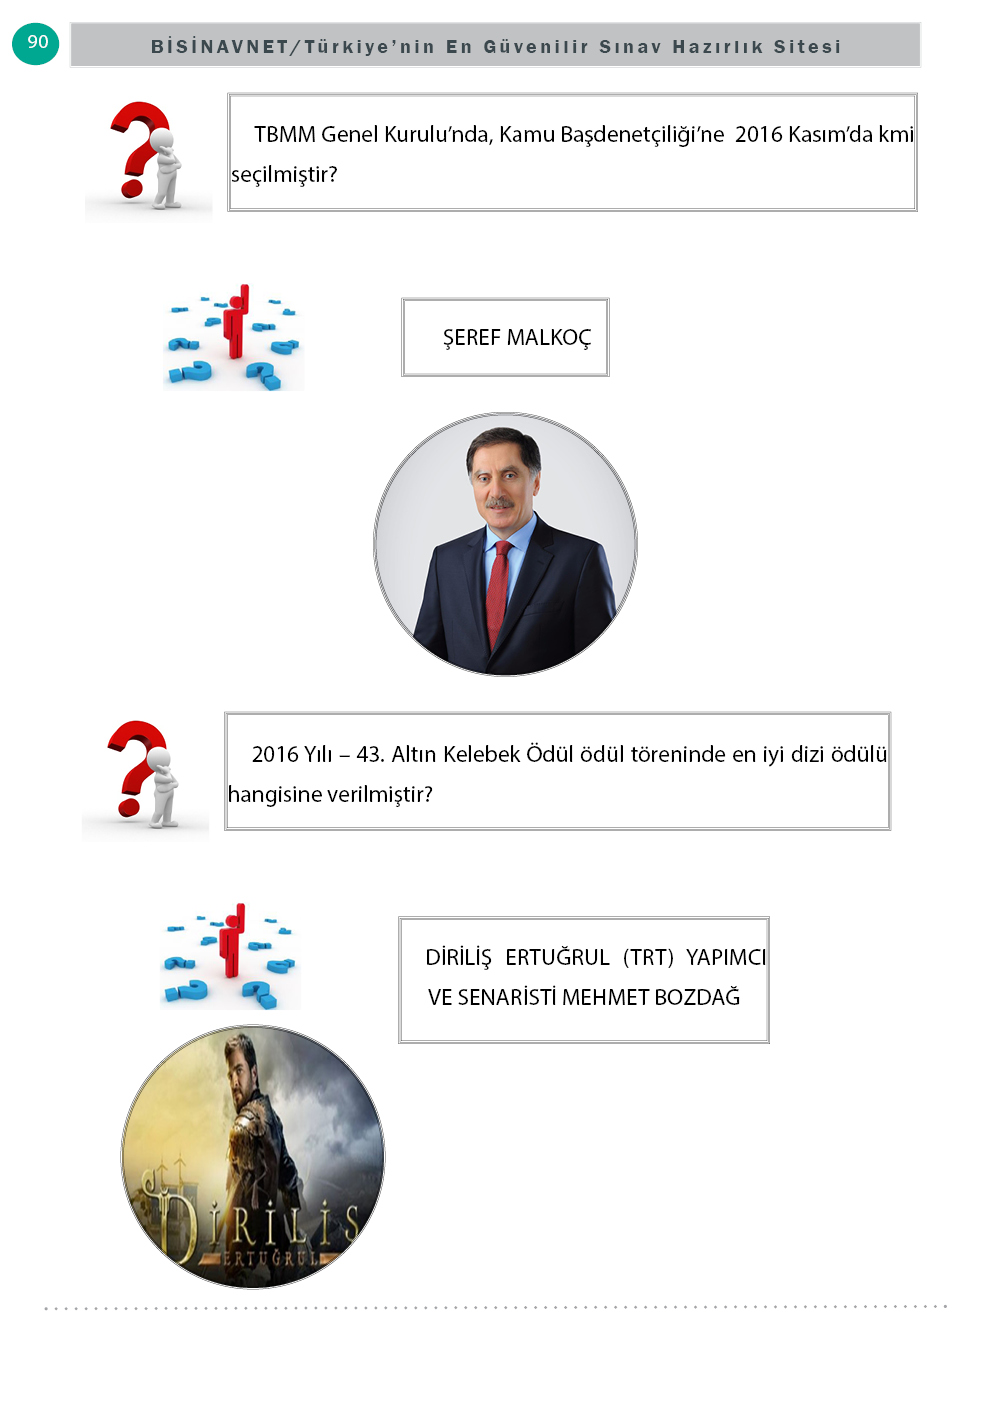 90
BİSİNAVNET/Türkiye’nin En Güvenilir Sınav Hazırlık Sitesi
TBMM Genel Kurulu’nda, Kamu Başdenetçiliği’ne 2016 Kasım’da kmi
seçilmiştir?
ŞEREF MALKOÇ
2016 Yılı – 43. Altın Kelebek Ödül ödül töreninde en iyi dizi ödülü
hangisine verilmiştir?
DİRİLİŞ ERTUĞRUL (TRT) YAPIMCI
VE SENARİSTİ MEHMET BOZDAĞ
DİRİLİŞ
ERTUĞRUL